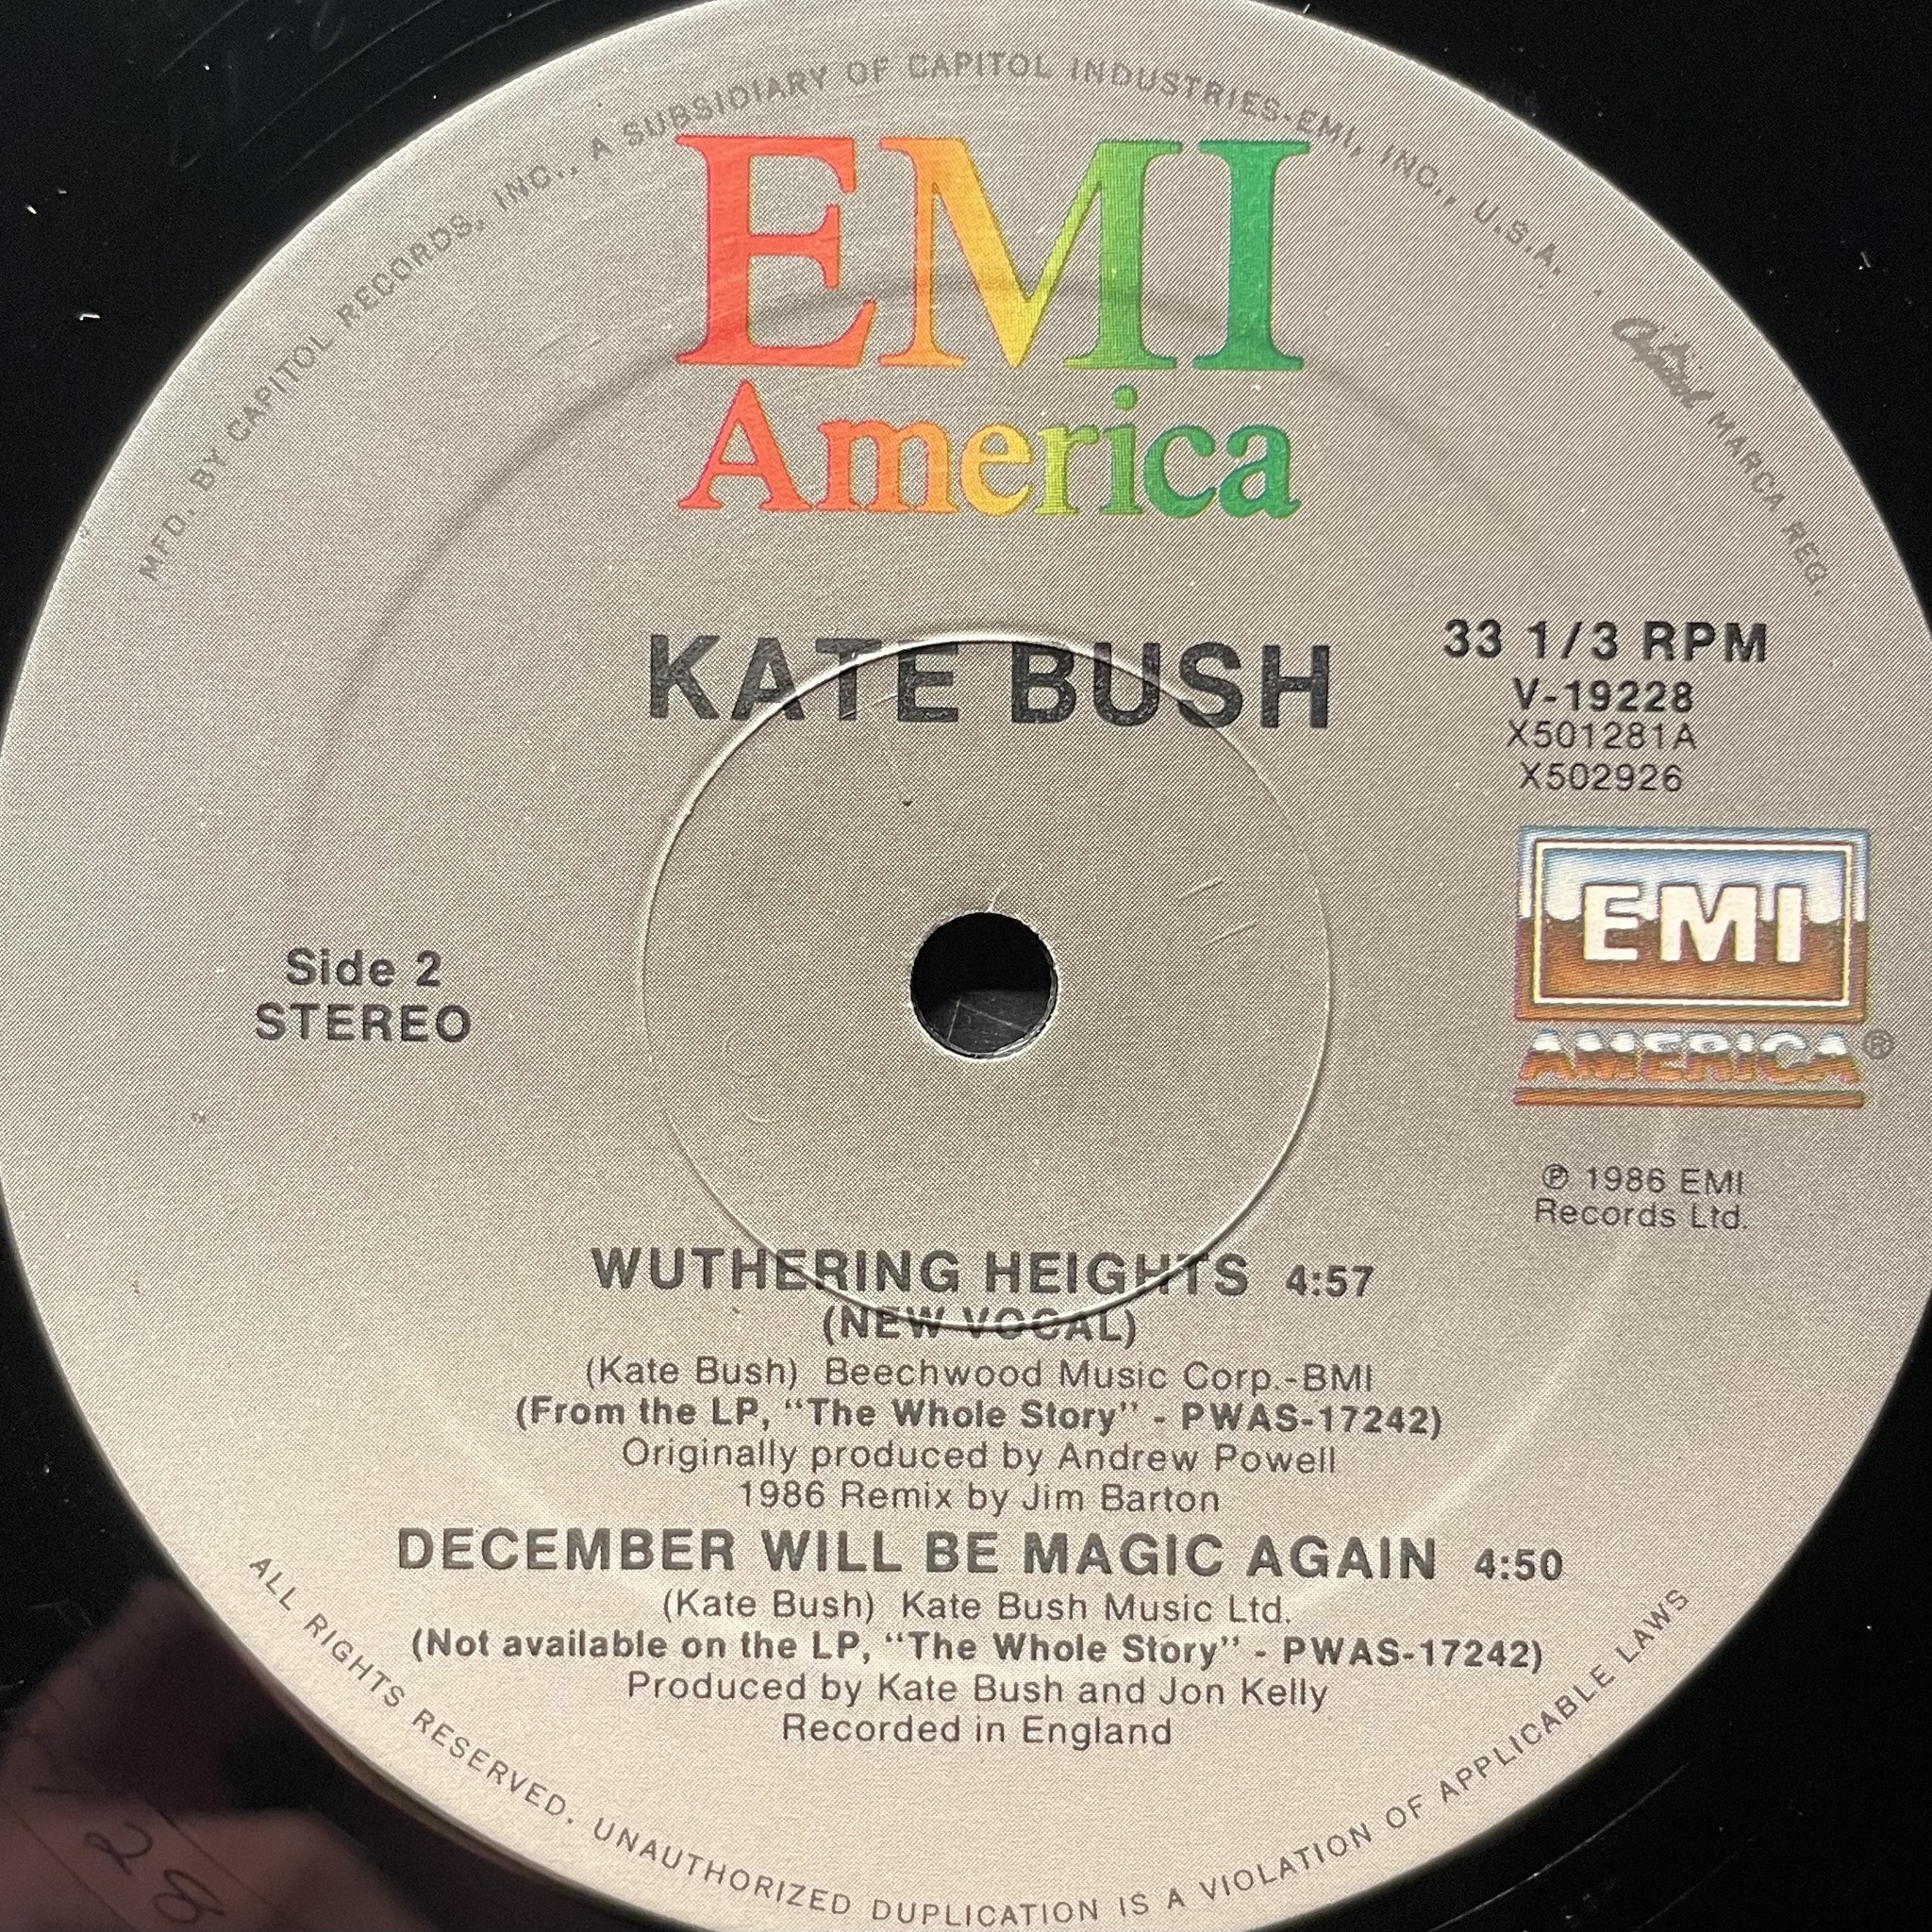 MFD. BY CAPITOL RECORDS, INC., A SUBSIDIARY OF CAPITOL INDUSTRIES-EMI, INC., U.S.A.
Capitol MARCA REG.
EMI
America
KATE BUSH
33 1/3 RPM
V-19228
X501281A
X502926
EMI
AMERICA®
Side 2
STEREO
℗ 1986 EMI
Records Ltd.
WUTHERING HEIGHTS 4:57
(NEW VOCAL)
(Kate Bush) Beechwood Music Corp.-BMI
(From the LP, “The Whole Story” - PWAS-17242)
Originally produced by Andrew Powell
1986 Remix by Jim Barton
DECEMBER WILL BE MAGIC AGAIN 4:50
(Kate Bush) Kate Bush Music Ltd.
(Not available on the LP, “The Whole Story” - PWAS-17242)
Produced by Kate Bush and Jon Kelly
Recorded in England
ALL RIGHTS RESERVED. UNAUTHORIZED DUPLICATION IS A VIOLATION OF APPLICABLE LAWS
28